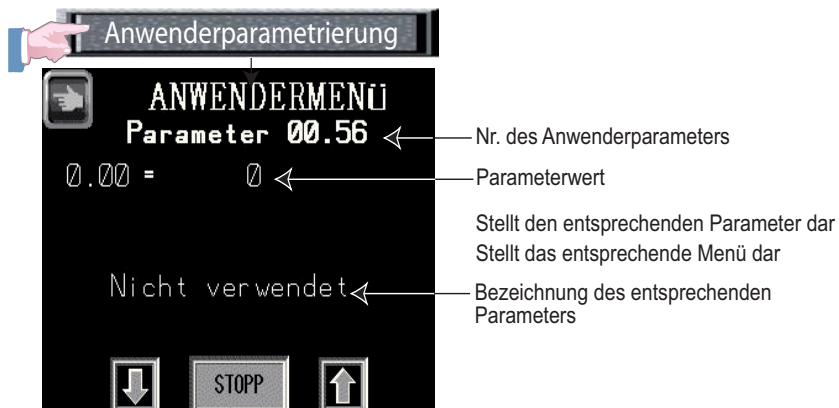 Anwenderparametrierung
ANWENDERMENÜ
Parameter 00.56
Nr. des Anwenderparameters
0.00 = 0
Parameterwert
Stellt den entsprechenden Parameter dar
Stellt das entsprechende Menü dar
Nicht verwendet
Bezeichnung des entsprechenden
Parameters
STOPP